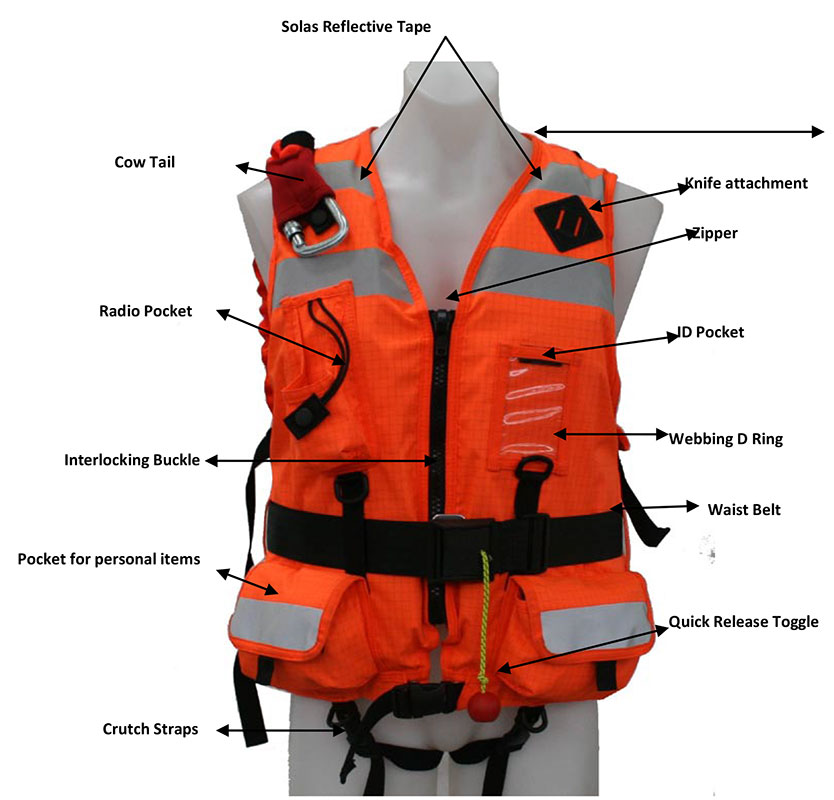 Solas Reflective Tape
Cow Tail
Knife attachment
Zipper
Radio Pocket
ID Pocket
Webbing D Ring
Interlocking Buckle
Waist Belt
Pocket for personal items
Quick Release Toggle
Crutch Straps